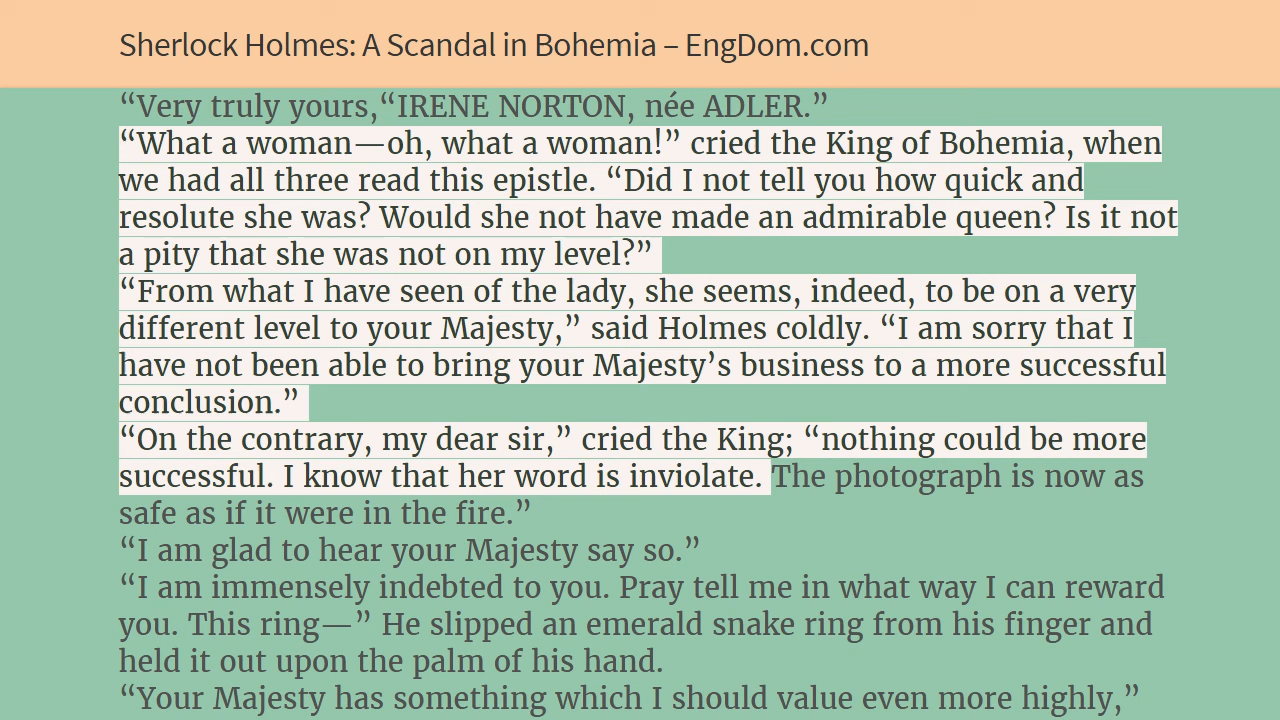 Sherlock Holmes: A Scandal in Bohemia – EngDom.com
“Very truly yours,“IRENE NORTON, née ADLER.”
“What a woman—oh, what a woman!” cried the King of Bohemia, when
we had all three read this epistle. “Did I not tell you how quick and
resolute she was? Would she not have made an admirable queen? Is it not
a pity that she was not on my level?”
“From what I have seen of the lady, she seems, indeed, to be on a very
different level to your Majesty,” said Holmes coldly. “I am sorry that I
have not been able to bring your Majesty’s business to a more successful
conclusion.”
“On the contrary, my dear sir,” cried the King; “nothing could be more
successful. I know that her word is inviolate. The photograph is now as
safe as if it were in the fire.”
“I am glad to hear your Majesty say so.”
“I am immensely indebted to you. Pray tell me in what way I can reward
you. This ring—” He slipped an emerald snake ring from his finger and
held it out upon the palm of his hand.
“Your Majesty has something which I should value even more highly,”